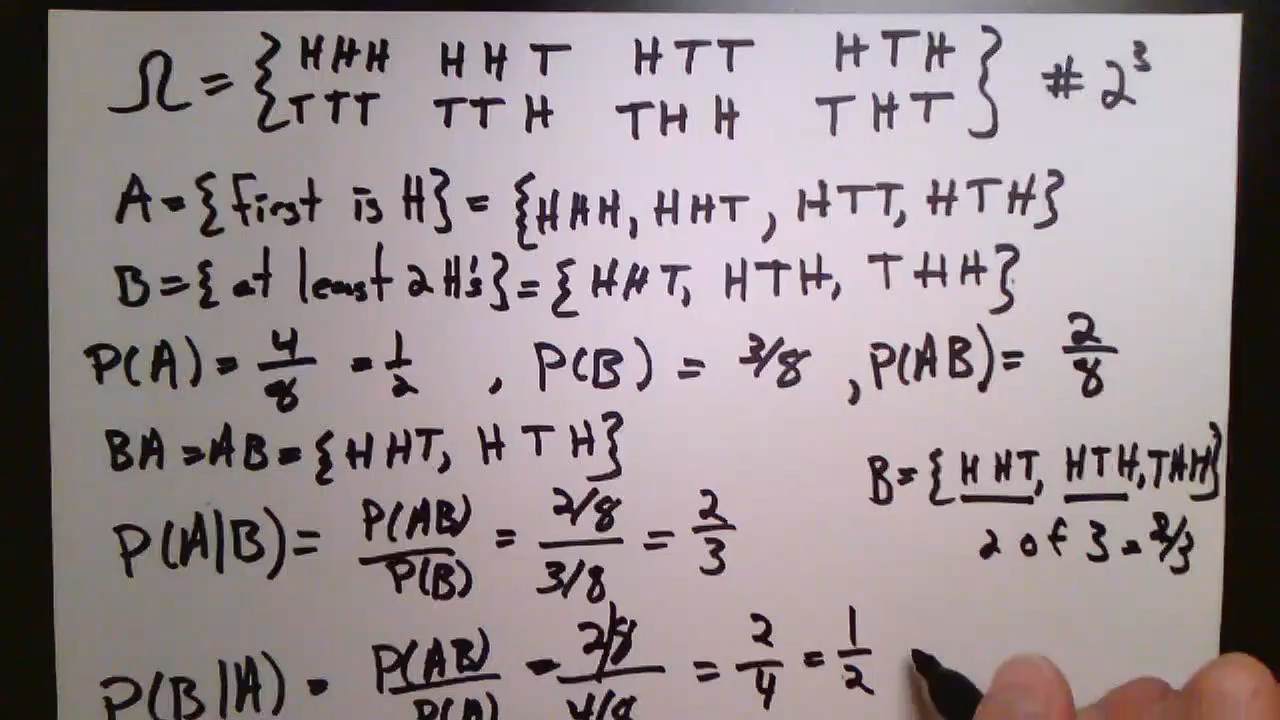 Ω = { HHH HHT HTT HTH } # 2³
TTT TTH THH THT
A = {First is H} = {HHH, HHT, HTT, HTH}
B = {at least 2 H's} = {HHT, HTH, THH}
P(A) = 4/8 = 1/2 , P(B) = 3/8 , P(AB) = 2/8
BA = AB = {HHT, HTH}
B = {HHT, HTH, THH}
2 of 3 = 2/3
P(A|B) = P(AB)/P(B) = 2/8 / 3/8 = 2/3
P(B|A) = P(AB)/P(A) = 2/8 / 4/8 = 2/4 = 1/2